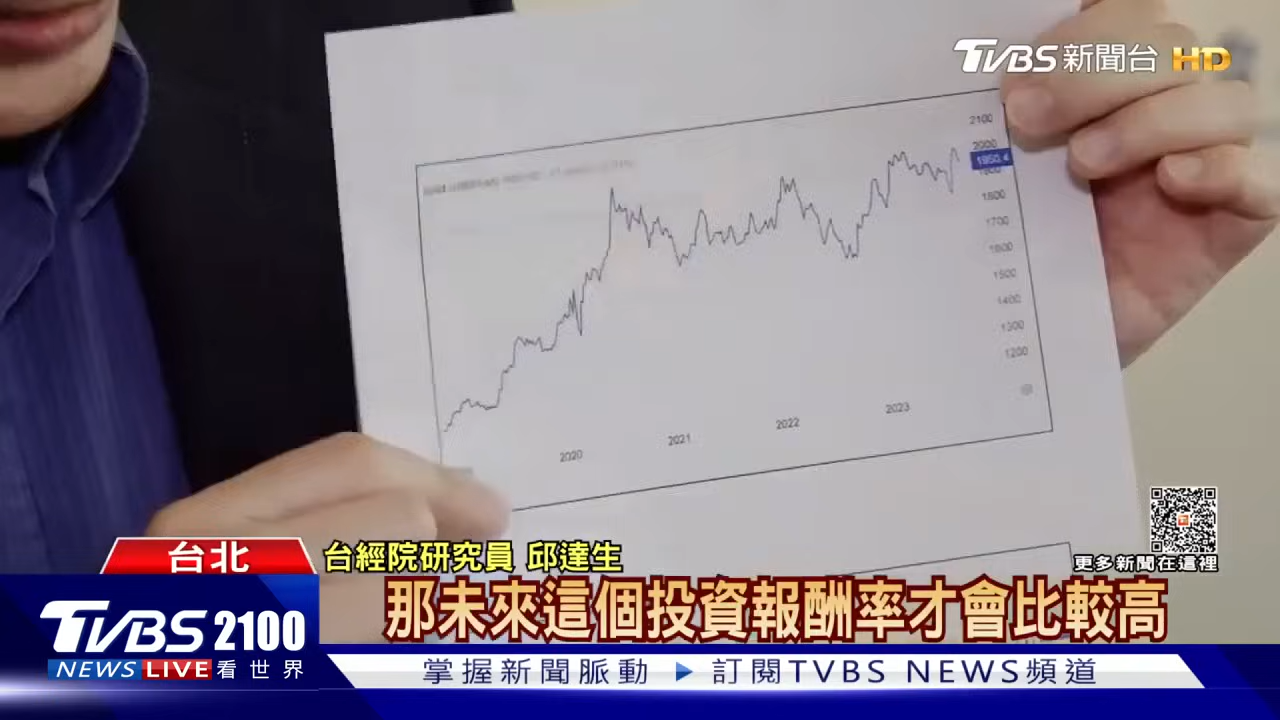 TVBS新聞台 HD
2100
2000
1950.4
1900
1800
1700
1600
1500
1400
1300
1200
2020
2021
2022
2023
更多新聞在這裡
台北
台經院研究員 邱達生
那未來這個投資報酬率才會比較高
TVBS 2100
NEWS LIVE 看世界
掌握新聞脈動 ▶ 訂閱TVBS NEWS頻道